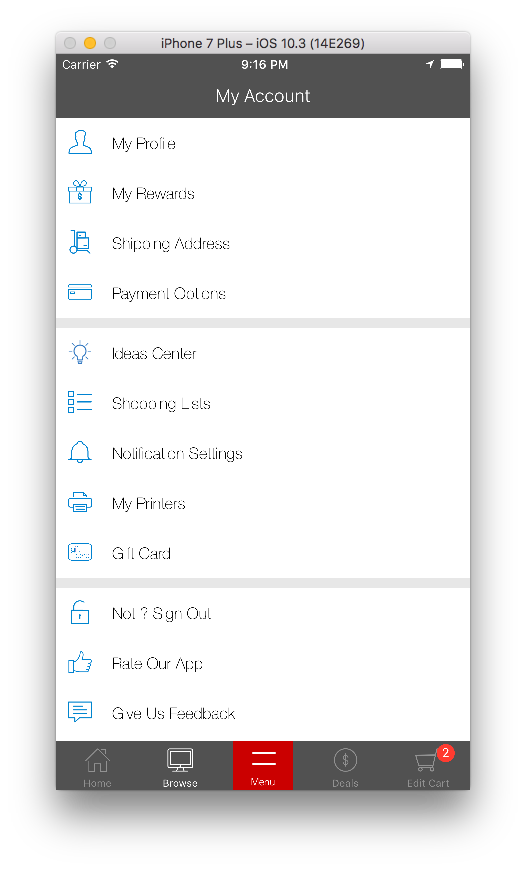 iPhone 7 Plus – iOS 10.3 (14E269)
Carrier 9:16 PM
My Account
My Profile
My Rewards
Shipping Address
Payment Options
Ideas Center
Shopping Lists
Notification Settings
My Printers
Gift Card
Not ? Sign Out
Rate Our App
Give Us Feedback
2
Home Browse Menu Deals Edit Cart